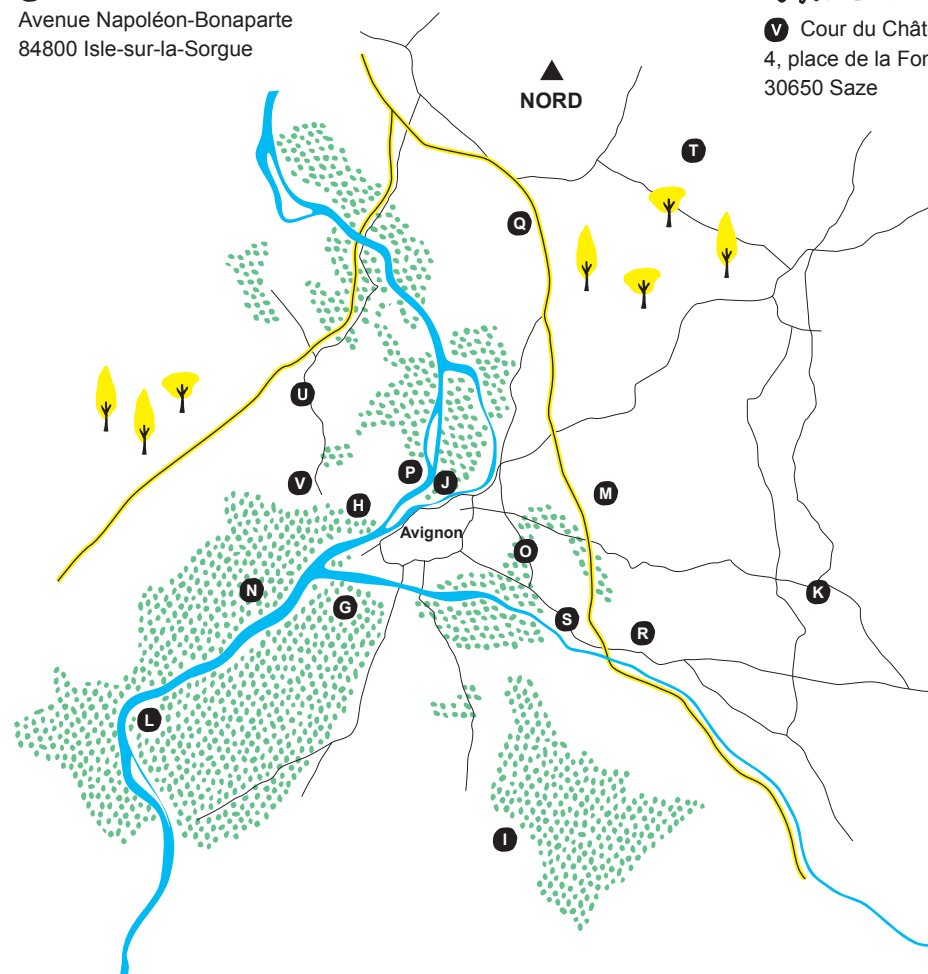 Avenue Napoléon-Bonaparte
84800 Isle-sur-la-Sorgue
V Cour du Chât
4, place de la For
30650 Saze
NORD
T
Q
U
P
J
V
H
M
Avignon
O
N
G
K
S
R
L
I